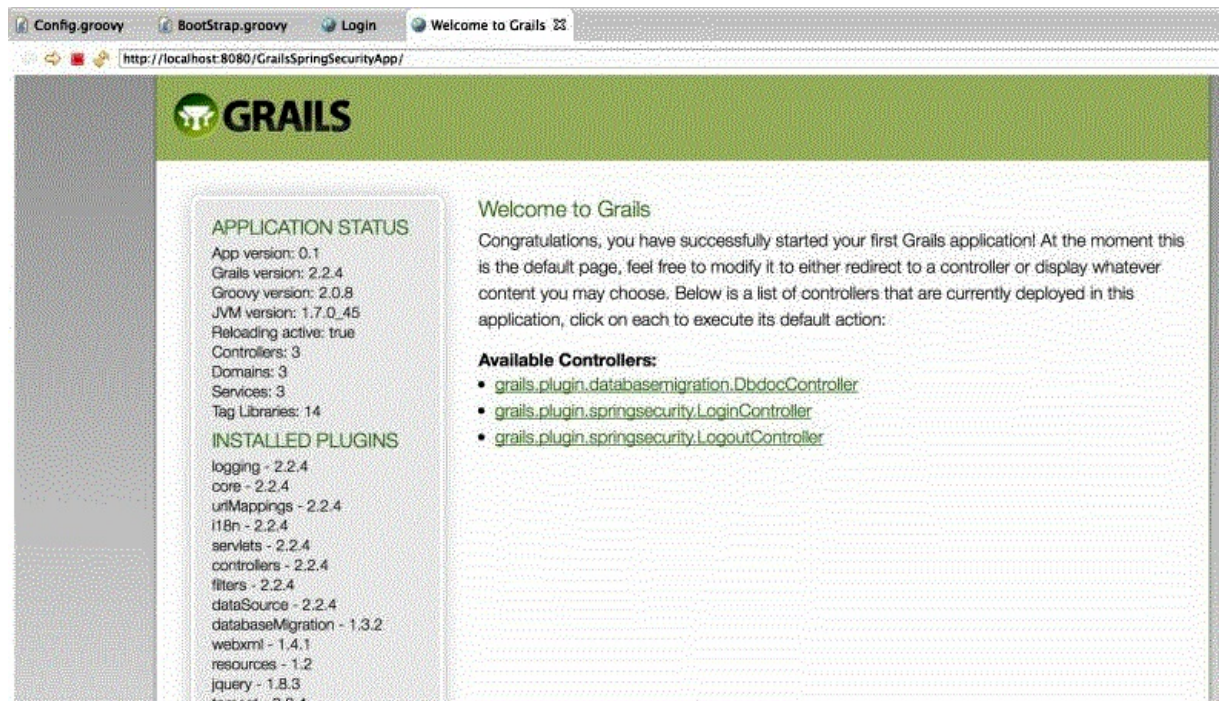 Config.groovy
BootStrap.groovy
Login
Welcome to Grails
http://localhost:8080/GrailsSpringSecurityApp/
GRAILS
APPLICATION STATUS
App version: 0.1
Grails version: 2.2.4
Groovy version: 2.0.8
JVM version: 1.7.0_45
Reloading active: true
Controllers: 3
Domains: 3
Services: 3
Tag Libraries: 14
INSTALLED PLUGINS
logging - 2.2.4
core - 2.2.4
urlMappings - 2.2.4
i18n - 2.2.4
servlets - 2.2.4
controllers - 2.2.4
filters - 2.2.4
dataSource - 2.2.4
databaseMigration - 1.3.2
webxml - 1.4.1
resources - 1.2
jquery - 1.8.3
Welcome to Grails
Congratulations, you have successfully started your first Grails application! At the moment this
is the default page, feel free to modify it to either redirect to a controller or display whatever
content you may choose. Below is a list of controllers that are currently deployed in this
application, click on each to execute its default action:
Available Controllers:
• grails.plugin.databasemigration.DbdocController
• grails.plugin.springsecurity.LoginController
• grails.plugin.springsecurity.LogoutController